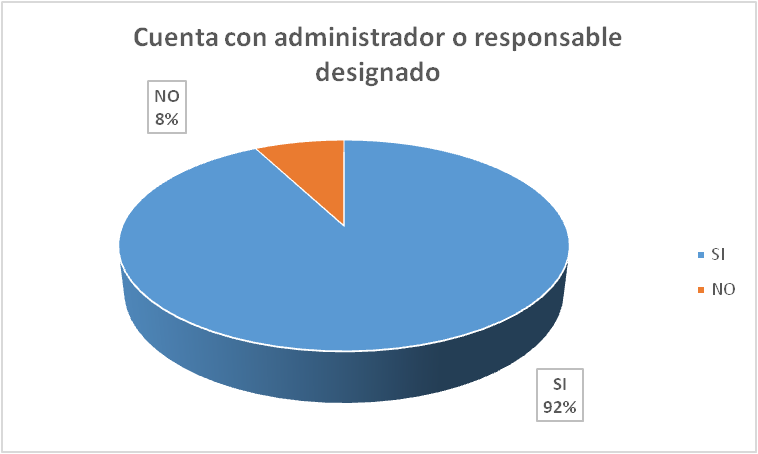 Cuenta con administrador o responsable
designado
NO
8%
SI
NO
SI
92%